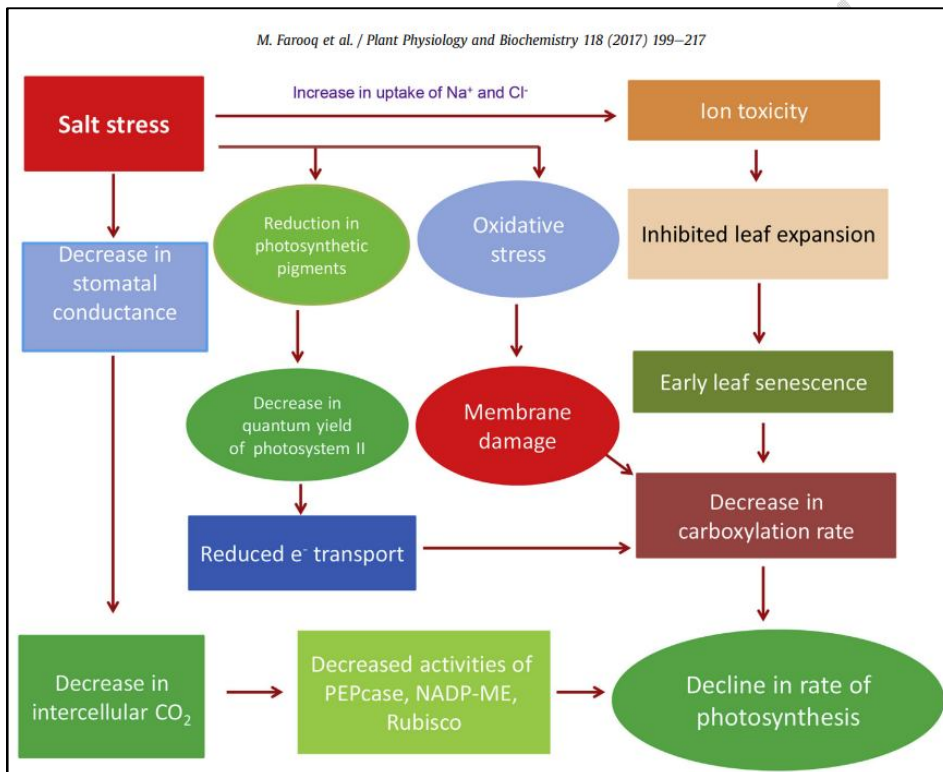 M. Farooq et al. / Plant Physiology and Biochemistry 118 (2017) 199–217
Salt stress
Increase in uptake of Na⁺ and Cl⁻
Ion toxicity
Reduction in
photosynthetic
pigments
Oxidative
stress
Inhibited leaf expansion
Decrease in
stomatal
conductance
Decrease in
quantum yield
of photosystem II
Membrane
damage
Early leaf senescence
Reduced e⁻ transport
Decrease in
carboxylation rate
Decrease in
intercellular CO₂
Decreased activities of
PEPcase, NADP-ME,
Rubisco
Decline in rate of
photosynthesis